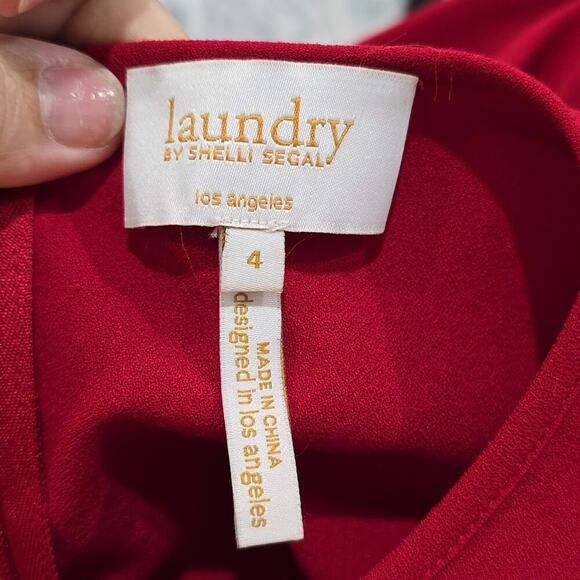 laundry
BY SHELLI SEGAL
los angeles
4
MADE IN CHINA
designed in los angeles